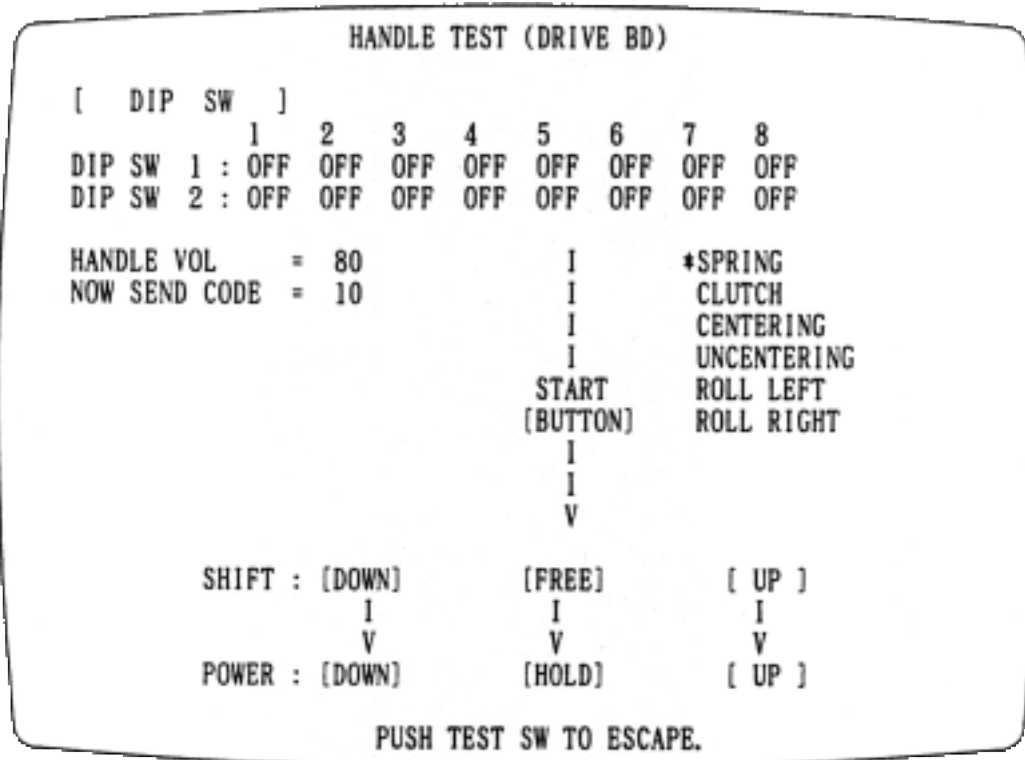 HANDLE TEST (DRIVE BD)
[ DIP SW ]
1 2 3 4 5 6 7 8
DIP SW 1 : OFF OFF OFF OFF OFF OFF OFF OFF
DIP SW 2 : OFF OFF OFF OFF OFF OFF OFF OFF
HANDLE VOL = 80 I *SPRING
NOW SEND CODE = 10 I CLUTCH
I CENTERING
I UNCENTERING
START ROLL LEFT
[BUTTON] ROLL RIGHT
I
I
V
SHIFT : [DOWN] [FREE] [ UP ]
I I I
V V V
POWER : [DOWN] [HOLD] [ UP ]
PUSH TEST SW TO ESCAPE.